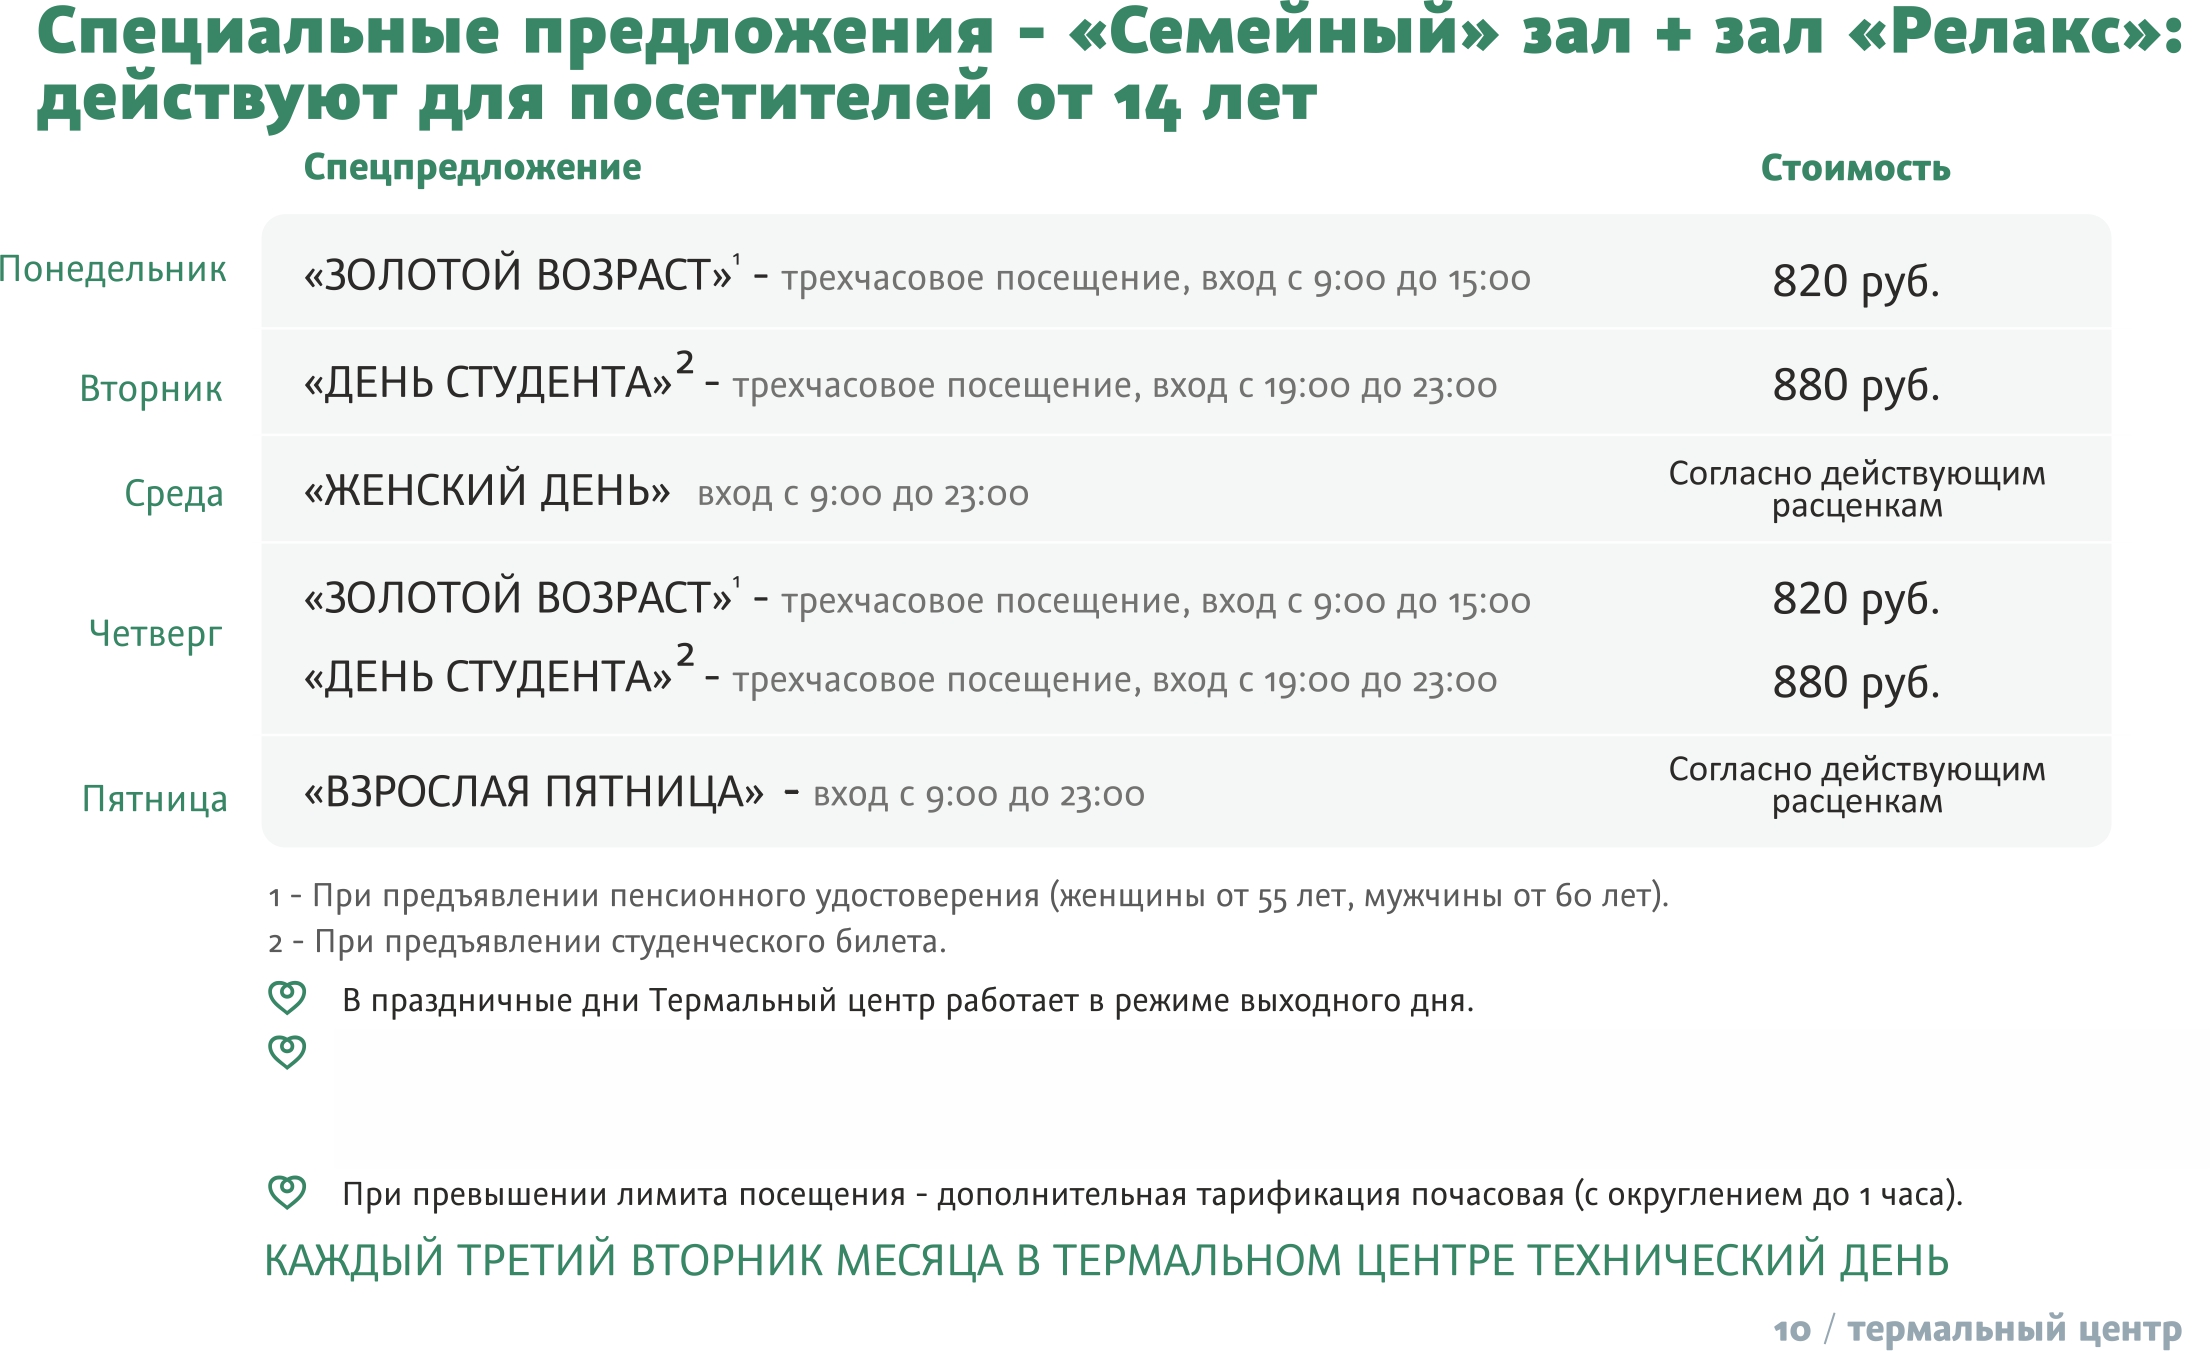 Специальные предложения - «Семейный» зал + зал «Релакс»:
действуют для посетителей от 14 лет
Спецпредложение Стоимость
Понедельник «ЗОЛОТОЙ ВОЗРАСТ»¹ - трехчасовое посещение, вход с 9:00 до 15:00 820 руб.
Вторник «ДЕНЬ СТУДЕНТА»² - трехчасовое посещение, вход с 19:00 до 23:00 880 руб.
Среда «ЖЕНСКИЙ ДЕНЬ» вход с 9:00 до 23:00 Согласно действующим
расценкам
Четверг
«ЗОЛОТОЙ ВОЗРАСТ»¹ - трехчасовое посещение, вход с 9:00 до 15:00 820 руб.
«ДЕНЬ СТУДЕНТА»² - трехчасовое посещение, вход с 19:00 до 23:00 880 руб.
Пятница «ВЗРОСЛАЯ ПЯТНИЦА» - вход с 9:00 до 23:00 Согласно действующим
расценкам
1 - При предъявлении пенсионного удостоверения (женщины от 55 лет, мужчины от 60 лет).
2 - При предъявлении студенческого билета.
В праздничные дни Термальный центр работает в режиме выходного дня.
При превышении лимита посещения - дополнительная тарификация почасовая (с округлением до 1 часа).
КАЖДЫЙ ТРЕТИЙ ВТОРНИК МЕСЯЦА В ТЕРМАЛЬНОМ ЦЕНТРЕ ТЕХНИЧЕСКИЙ ДЕНЬ
10 / термальный центр